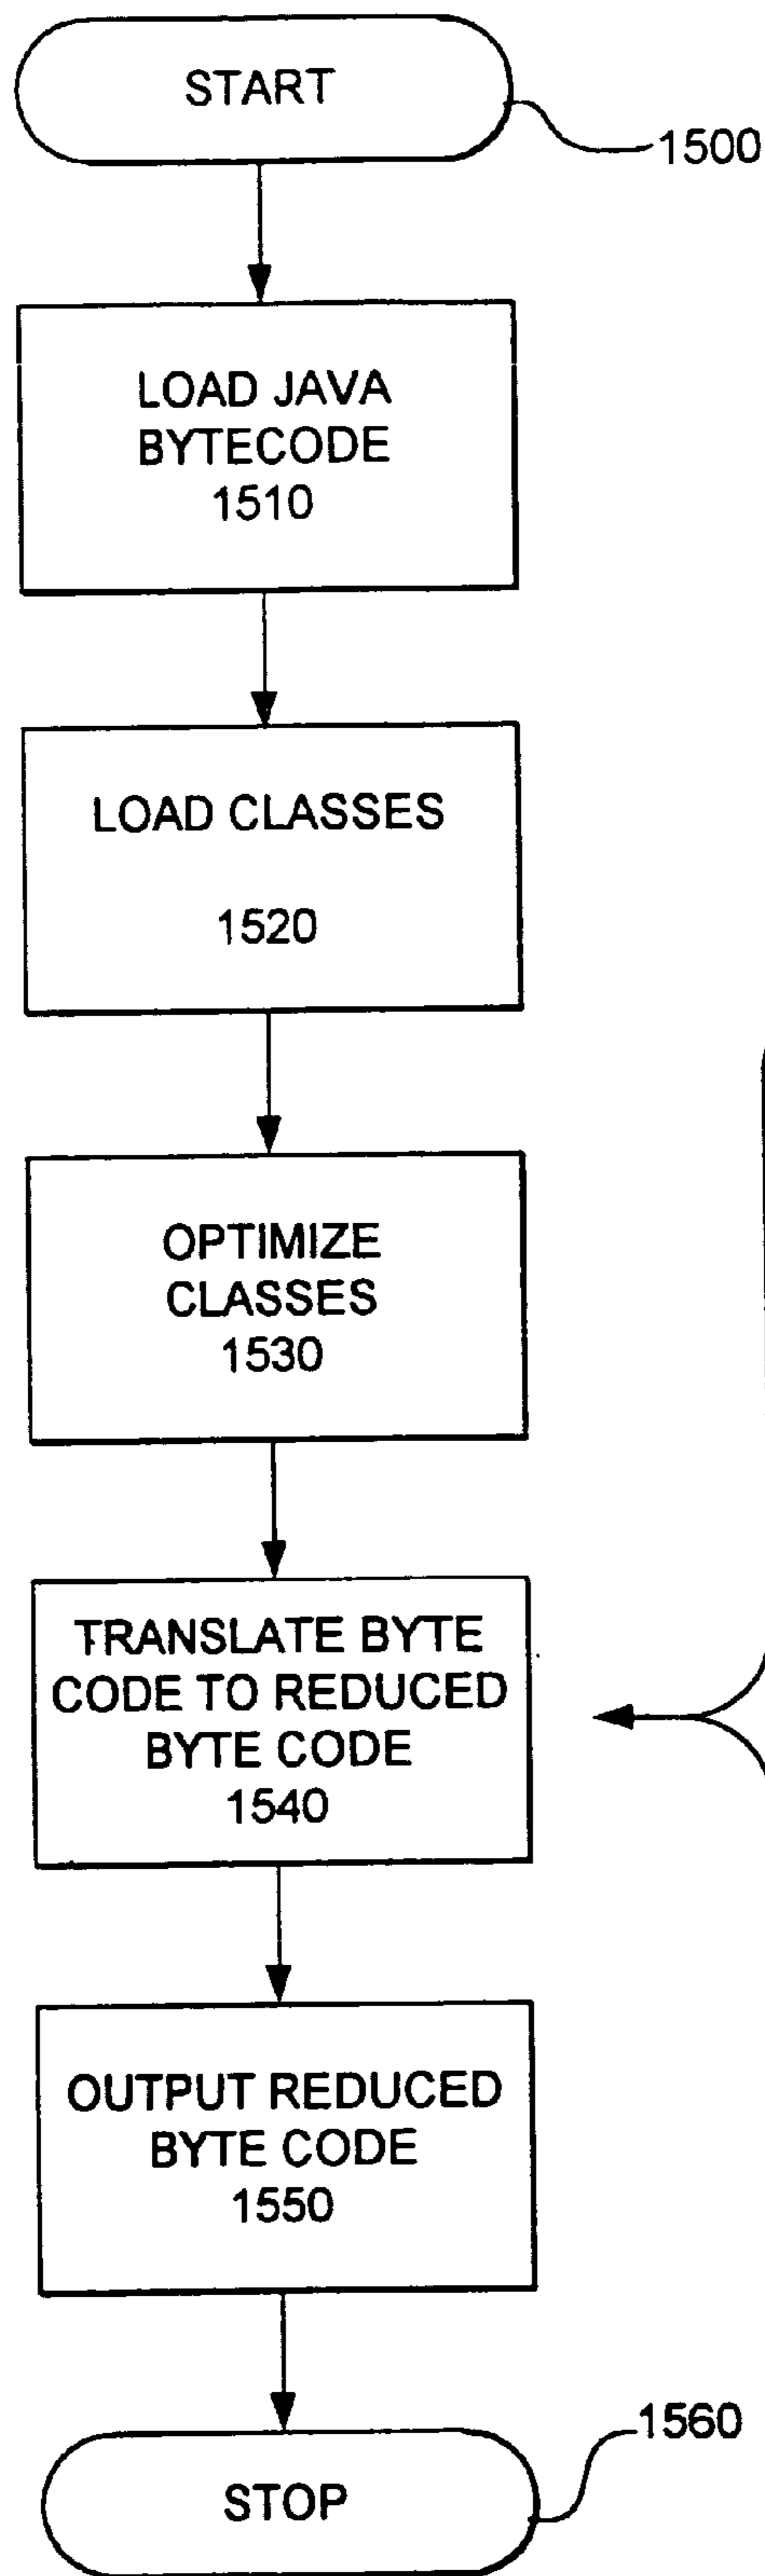 START
1500
LOAD JAVA
BYTECODE
1510
LOAD CLASSES
1520
OPTIMIZE
CLASSES
1530
TRANSLATE BYTE
CODE TO REDUCED
BYTE CODE
1540
OUTPUT REDUCED
BYTE CODE
1550
1560
STOP